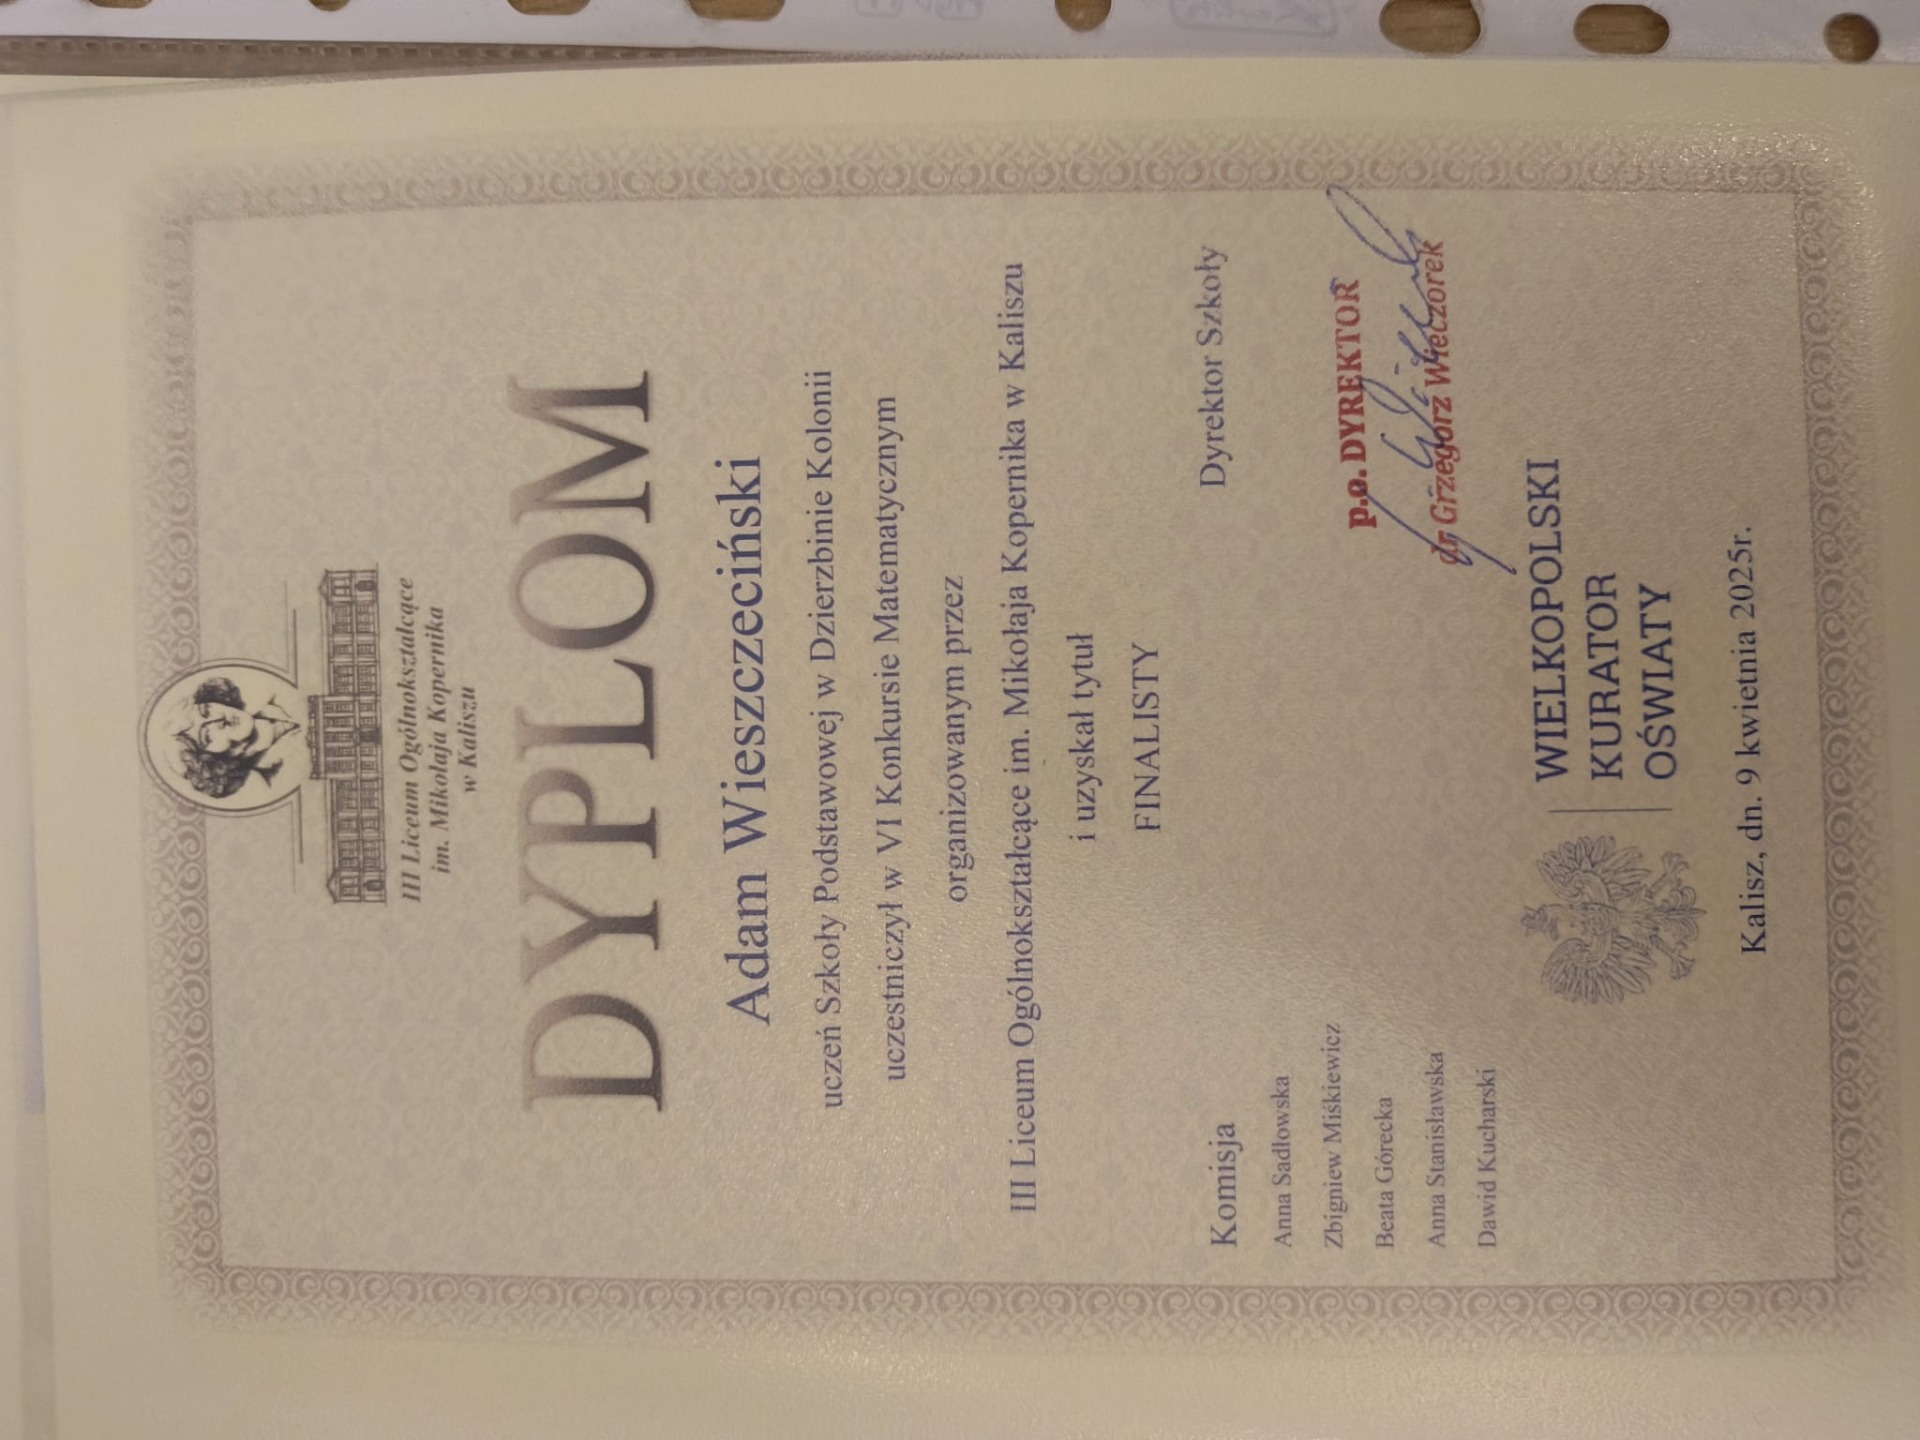 III Liceum Ogólnokształcące
im. Mikołaja Kopernika
w Kaliszu
DYPLOM
Adam Wieszczeciński
uczeń Szkoły Podstawowej w Dzierzbinie Kolonii
uczestniczył w VI Konkursie Matematycznym
organizowanym przez
III Liceum Ogólnokształcące im. Mikołaja Kopernika w Kaliszu
i uzyskał tytuł
FINALISTY
Komisja
Anna Sadłowska
Zbigniew Miśkiewicz
Beata Górecka
Anna Stanisławska
Dawid Kucharski
Dyrektor Szkoły
p.o. DYREKTOR
dr Grzegorz Wieczorek
WIELKOPOLSKI
KURATOR
OŚWIATY
Kalisz, dn. 9 kwietnia 2025r.